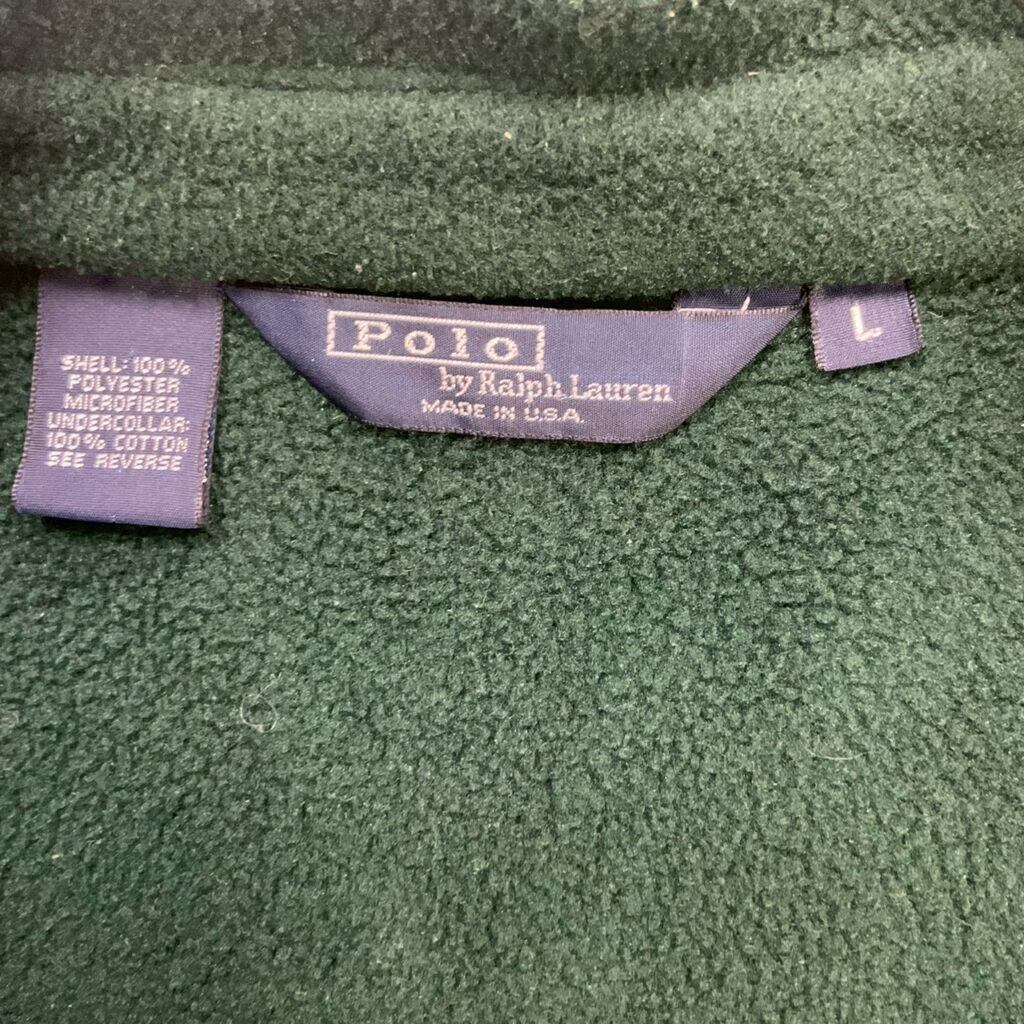 SHELL: 100%
POLYESTER
MICROFIBER
UNDERCOLLAR:
100% COTTON
SEE REVERSE
Polo
by Ralph Lauren
MADE IN U.S.A.
L